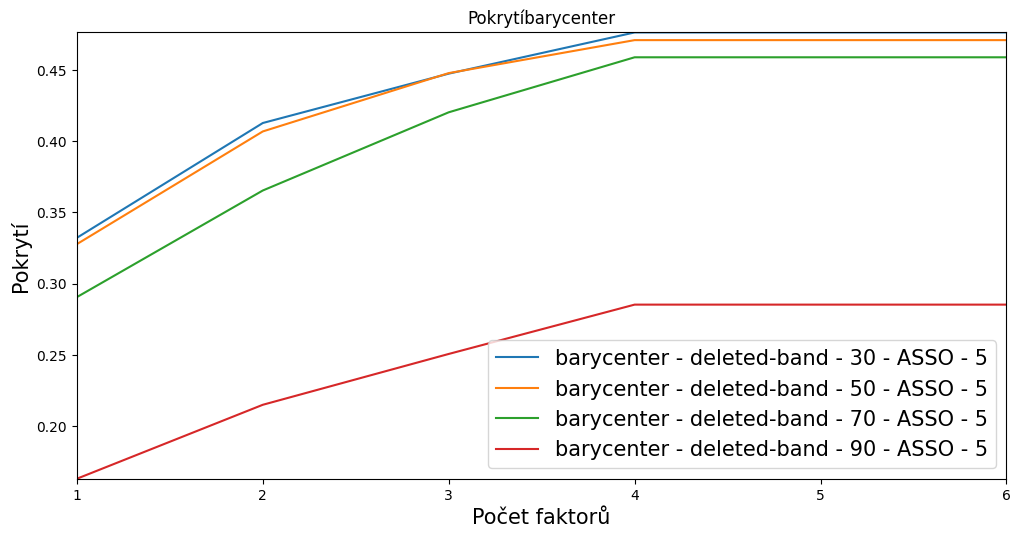 Pokrytíbarycenter
0.45
0.40
0.35
0.30
0.25
0.20
Pokrytí
barycenter - deleted-band - 30 - ASSO - 5
barycenter - deleted-band - 50 - ASSO - 5
barycenter - deleted-band - 70 - ASSO - 5
barycenter - deleted-band - 90 - ASSO - 5
1 2 3 4 5 6
Počet faktorů